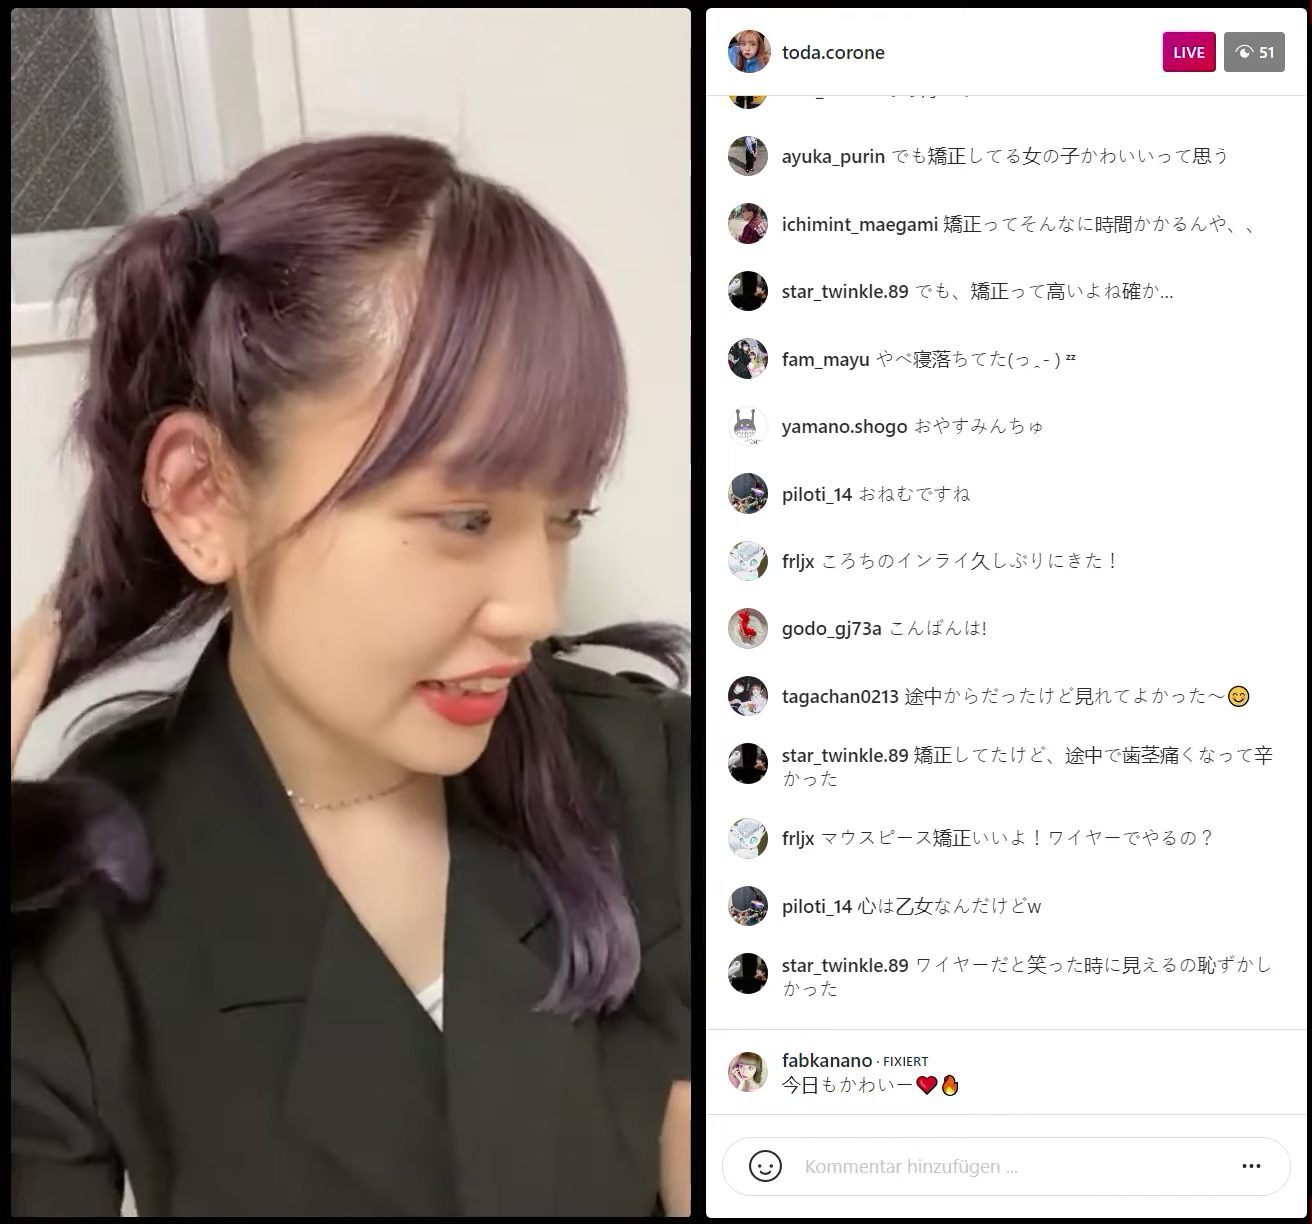 toda.corone
LIVE
51
ayuka_purin でも矯正してる女の子かわいいって思う
ichimint_maegami 矯正ってそんなに時間かかるんや、、
star_twinkle.89 でも、矯正って高いよね確か...
fam_mayu やべ寝落ちてた(っ ̫ - ) ᶻᶻ
yamano.shogo おやすみんちゅ
piloti_14 おねむですね
frljx ころちのインライ久しぶりにきた！
godo_gj73a こんばんは!
tagachan0213 途中からだったけど見れてよかった〜😊
star_twinkle.89 矯正してたけど、途中で歯茎痛くなって辛
かった
frljx マウスピース矯正いいよ！ワイヤーでやるの？
piloti_14 心は乙女なんだけどw
star_twinkle.89 ワイヤーだと笑った時に見えるの恥ずかし
かった
fabkanano · FIXIERT
今日もかわいー❤️🔥
Kommentar hinzufügen ...